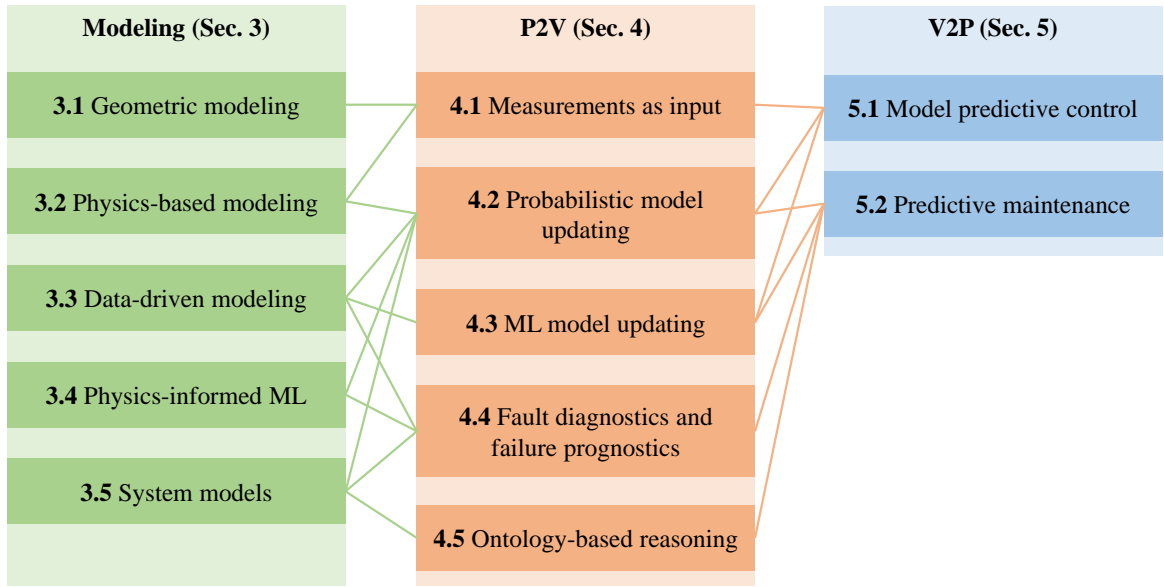 Modeling (Sec. 3)
3.1 Geometric modeling
3.2 Physics-based modeling
3.3 Data-driven modeling
3.4 Physics-informed ML
3.5 System models
P2V (Sec. 4)
4.1 Measurements as input
4.2 Probabilistic model
updating
4.3 ML model updating
4.4 Fault diagnostics and
failure prognostics
4.5 Ontology-based reasoning
V2P (Sec. 5)
5.1 Model predictive control
5.2 Predictive maintenance